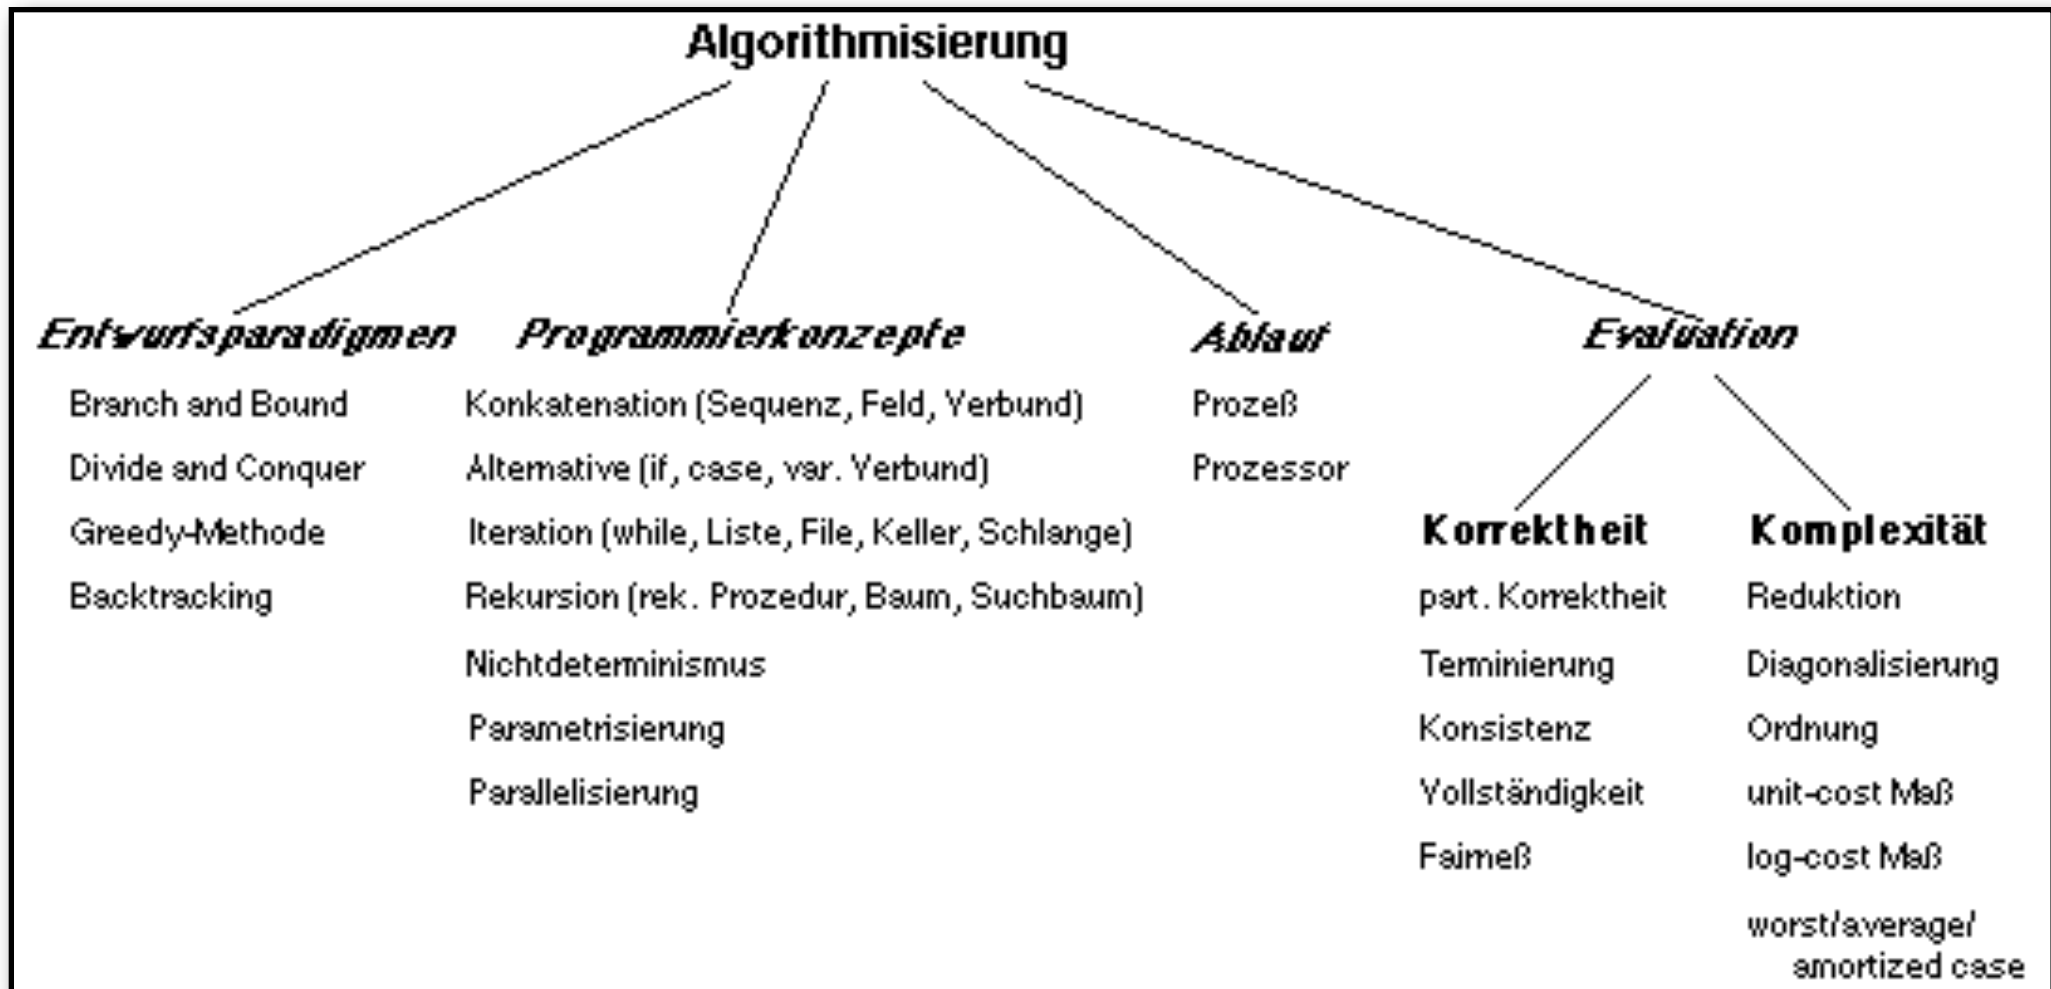 Algorithmisierung
Entwurfsparadigmen
Branch and Bound
Divide and Conquer
Greedy-Methode
Backtracking
Programmierkonzepte
Konkatenation (Sequenz, Feld, Verbund)
Alternative (if, case, var. Verbund)
Iteration (while, Liste, File, Keller, Schlange)
Rekursion (rek. Prozedur, Baum, Suchbaum)
Nichtdeterminismus
Parametrisierung
Parallelisierung
Ablauf
Prozeß
Prozessor
Evaluation
Korrektheit
part. Korrektheit
Terminierung
Konsistenz
Vollständigkeit
Fairneß
Komplexität
Reduktion
Diagonalisierung
Ordnung
unit-cost Maß
log-cost Maß
worst/average/
amortized case